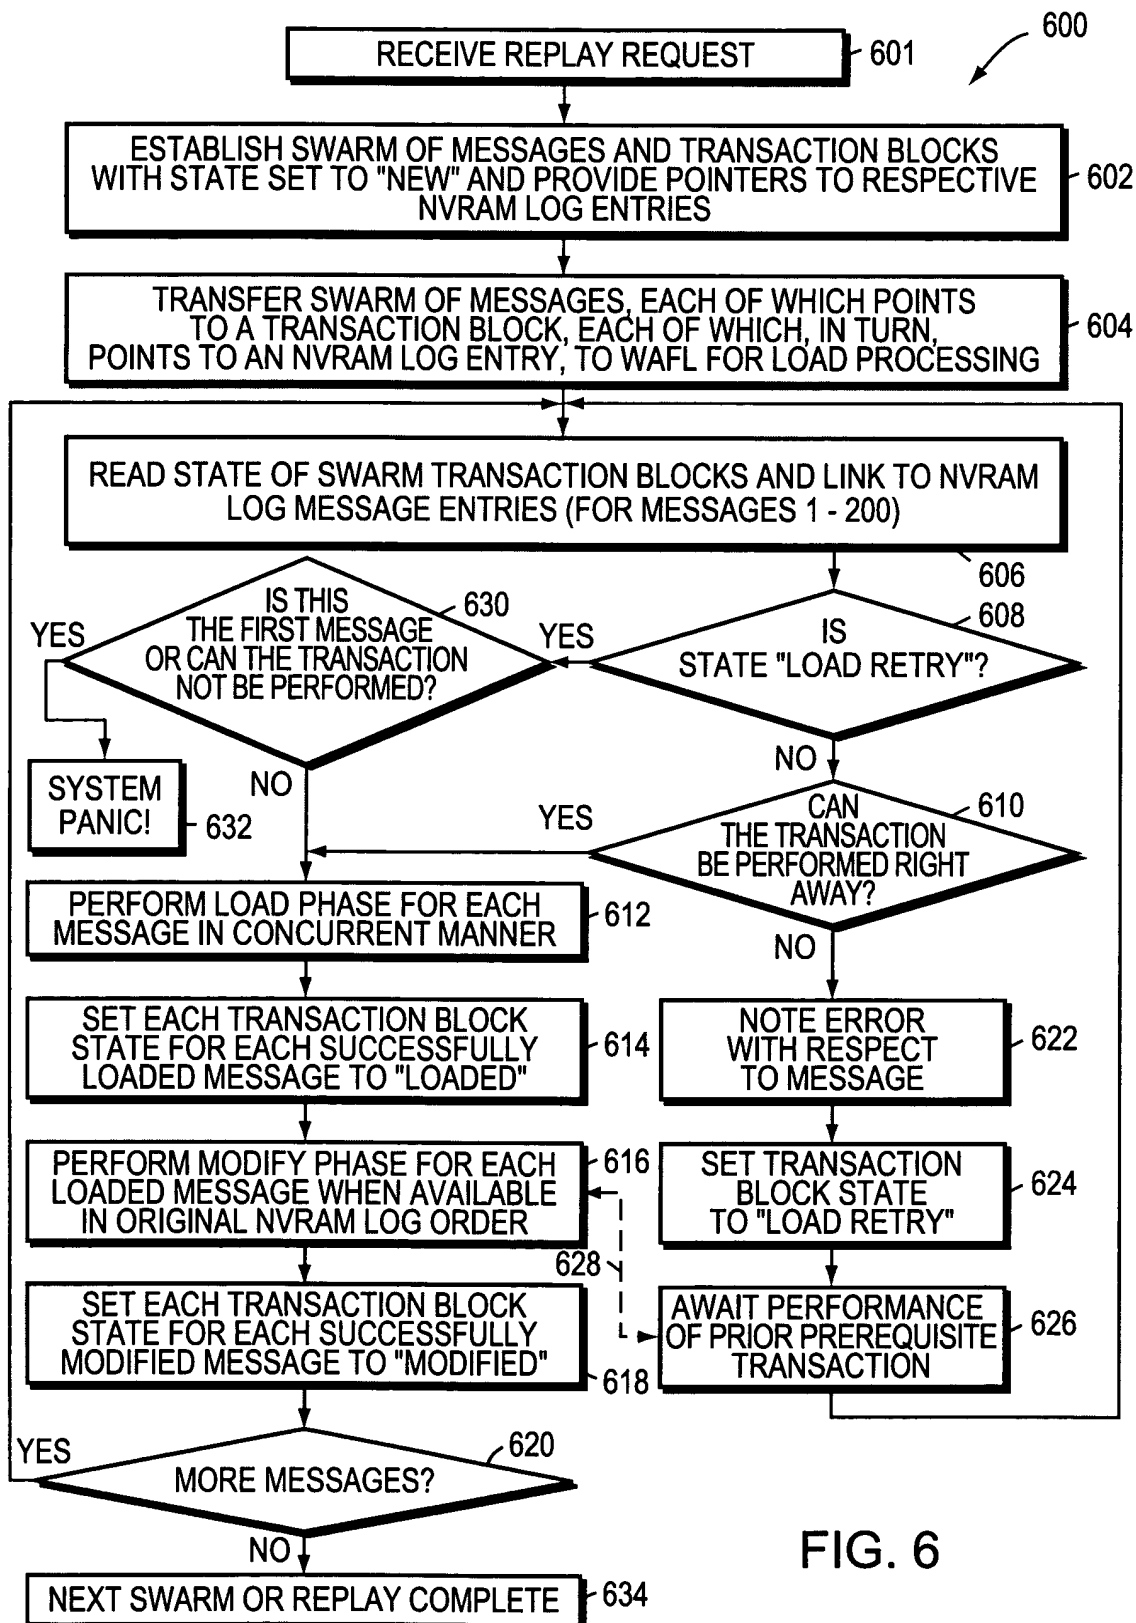 600
RECEIVE REPLAY REQUEST
601
ESTABLISH SWARM OF MESSAGES AND TRANSACTION BLOCKS
WITH STATE SET TO "NEW" AND PROVIDE POINTERS TO RESPECTIVE
NVRAM LOG ENTRIES
602
TRANSFER SWARM OF MESSAGES, EACH OF WHICH POINTS
TO A TRANSACTION BLOCK, EACH OF WHICH, IN TURN,
POINTS TO AN NVRAM LOG ENTRY, TO WAFL FOR LOAD PROCESSING
604
READ STATE OF SWARM TRANSACTION BLOCKS AND LINK TO NVRAM
LOG MESSAGE ENTRIES (FOR MESSAGES 1 - 200)
606
IS
STATE "LOAD RETRY"?
608
YES
NO
IS THIS
THE FIRST MESSAGE
OR CAN THE TRANSACTION
NOT BE PERFORMED?
630
YES
NO
SYSTEM
PANIC!
632
CAN
THE TRANSACTION
BE PERFORMED RIGHT
AWAY?
610
YES
NO
PERFORM LOAD PHASE FOR EACH
MESSAGE IN CONCURRENT MANNER
612
SET EACH TRANSACTION BLOCK
STATE FOR EACH SUCCESSFULLY
LOADED MESSAGE TO "LOADED"
614
NOTE ERROR
WITH RESPECT
TO MESSAGE
622
PERFORM MODIFY PHASE FOR EACH
LOADED MESSAGE WHEN AVAILABLE
IN ORIGINAL NVRAM LOG ORDER
616
SET TRANSACTION
BLOCK STATE
TO "LOAD RETRY"
624
628
SET EACH TRANSACTION BLOCK
STATE FOR EACH SUCCESSFULLY
MODIFIED MESSAGE TO "MODIFIED"
618
AWAIT PERFORMANCE
OF PRIOR PREREQUISITE
TRANSACTION
626
MORE MESSAGES?
620
YES
NO
NEXT SWARM OR REPLAY COMPLETE
634
FIG. 6